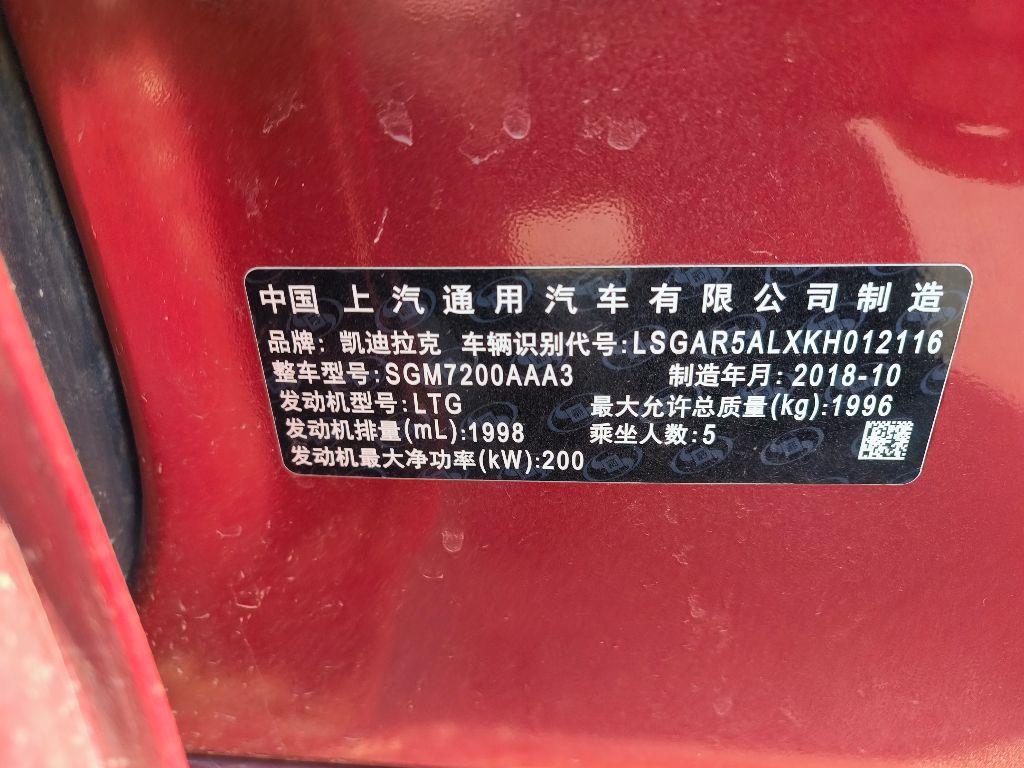 中国上汽通用汽车有限公司制造
品牌：凯迪拉克 车辆识别代号:LSGAR5ALXKH012116
整车型号:SGM7200AAA3 制造年月: 2018-10
发动机型号:LTG 最大允许总质量(kg):1996
发动机排量(mL):1998 乘坐人数:5
发动机最大净功率(kW):200